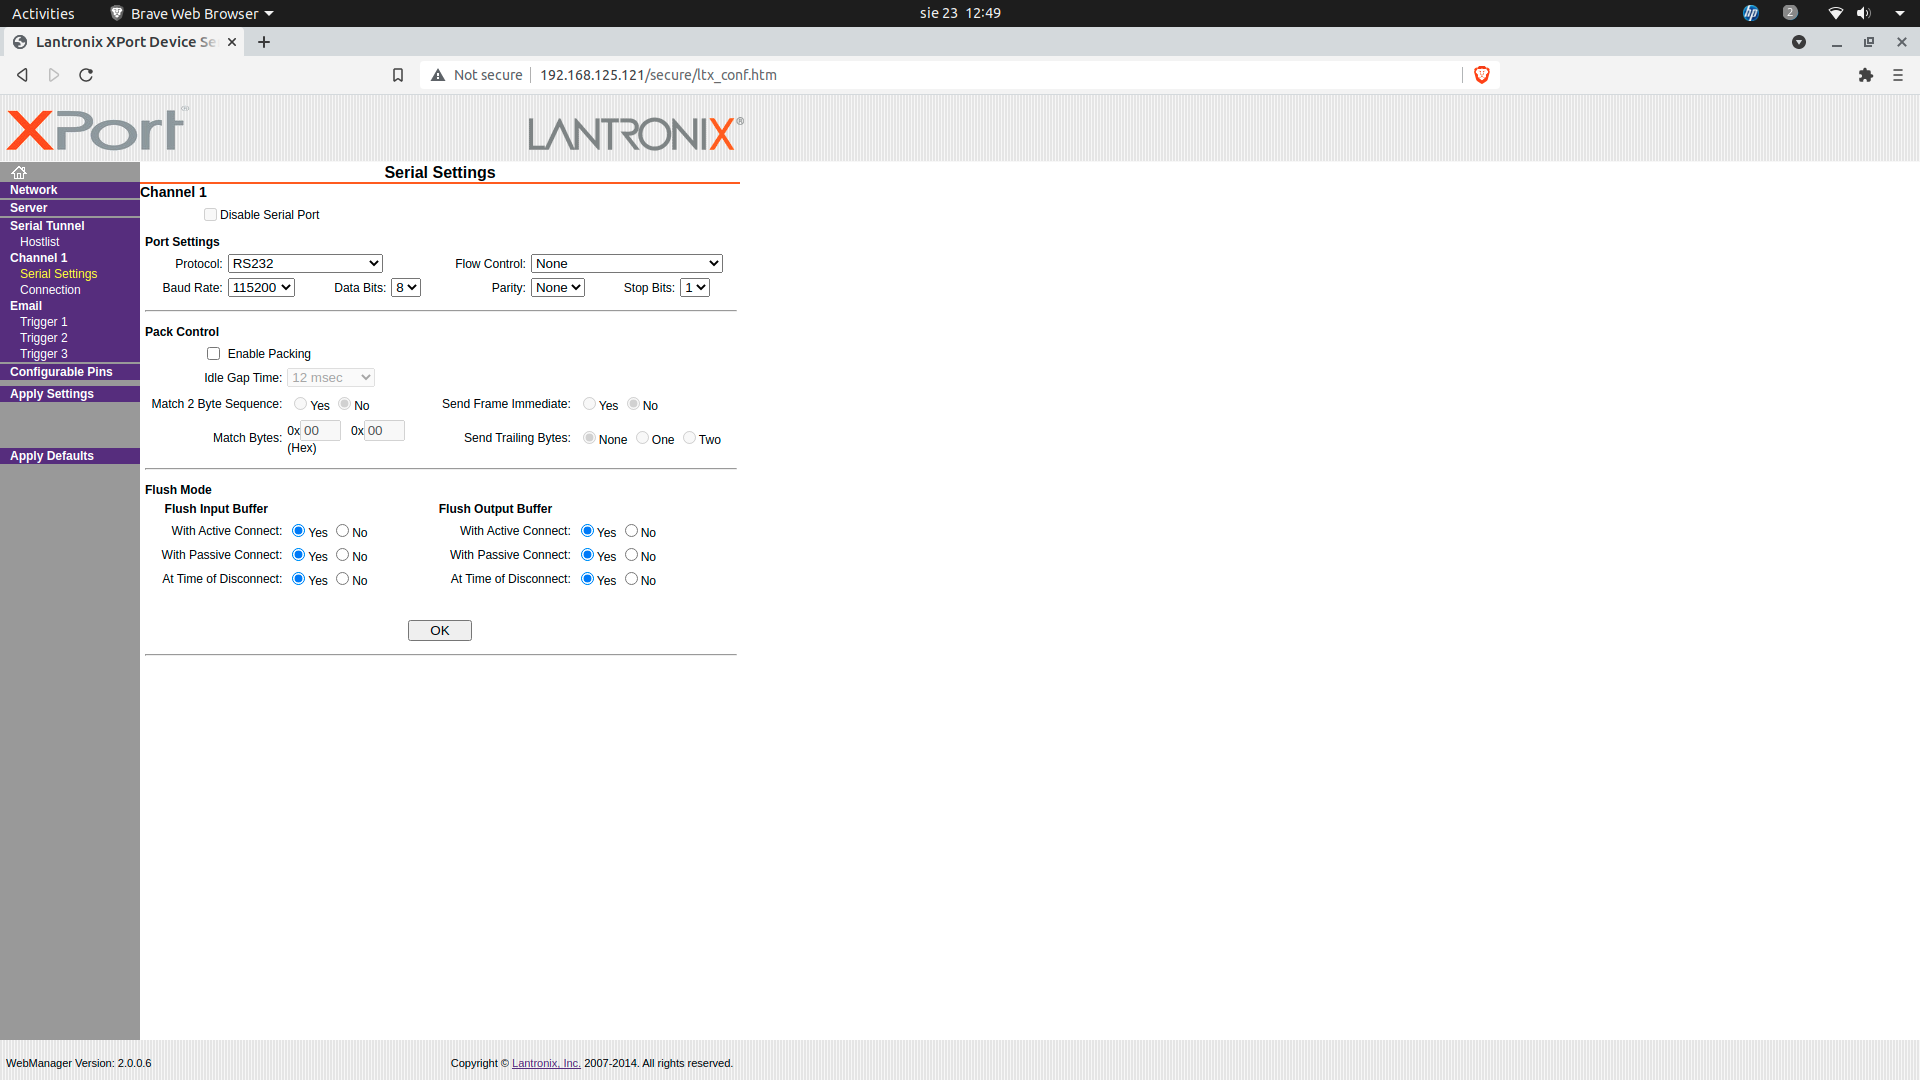 Activities Brave Web Browser sie 23 12:49 hp 2
Lantronix XPort Device Se
Not secure 192.168.125.121/secure/ltx_conf.htm
XPort LANTRONIX®
Serial Settings
Network
Server
Serial Tunnel
Hostlist
Channel 1
Serial Settings
Connection
Email
Trigger 1
Trigger 2
Trigger 3
Configurable Pins
Apply Settings
Apply Defaults
Channel 1
Disable Serial Port
Port Settings
Protocol: RS232 Flow Control: None
Baud Rate: 115200 Data Bits: 8 Parity: None Stop Bits: 1
Pack Control
Enable Packing
Idle Gap Time: 12 msec
Match 2 Byte Sequence: Yes No Send Frame Immediate: Yes No
Match Bytes: 0x 00 0x 00 Send Trailing Bytes: None One Two
(Hex)
Flush Mode
Flush Input Buffer Flush Output Buffer
With Active Connect: Yes No With Active Connect: Yes No
With Passive Connect: Yes No With Passive Connect: Yes No
At Time of Disconnect: Yes No At Time of Disconnect: Yes No
OK
WebManager Version: 2.0.0.6 Copyright © Lantronix, Inc. 2007-2014. All rights reserved.